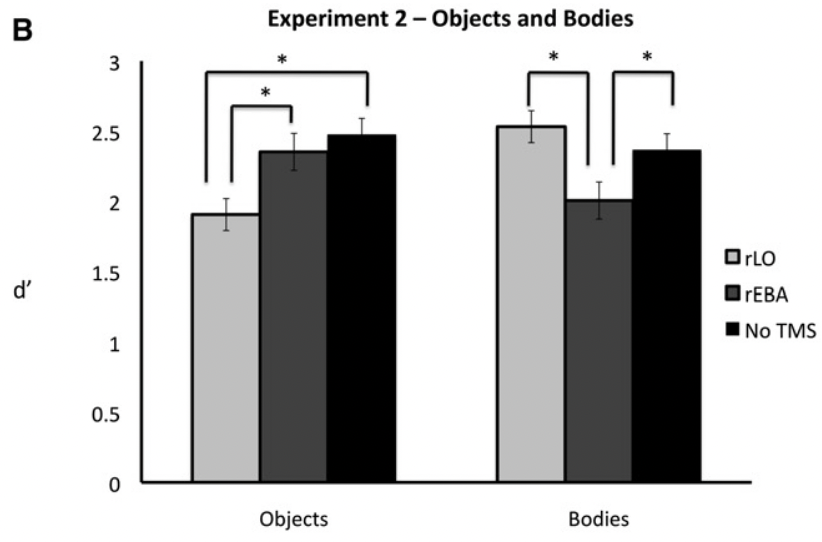 B
Experiment 2 – Objects and Bodies
3
2.5
2
1.5
1
0.5
0
d′
*
*
*
*
Objects
Bodies
rLO
rEBA
No TMS